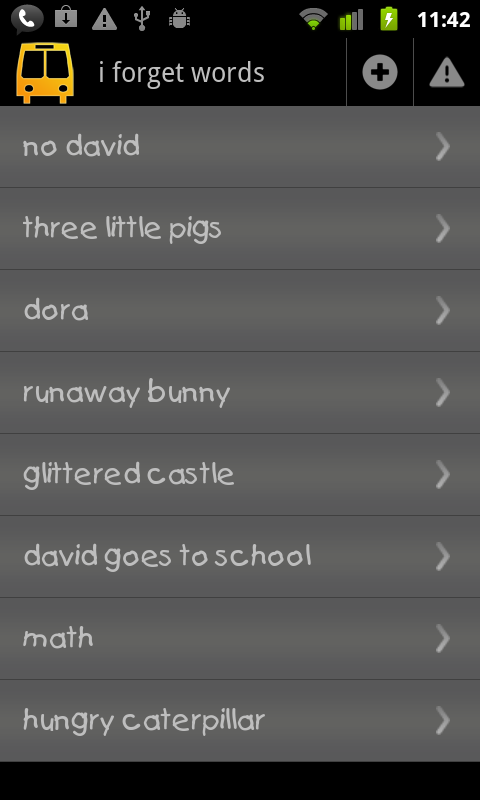 11:42
i forget words
no david
three little pigs
dora
runaway bunny
glittered castle
david goes to school
math
hungry caterpillar